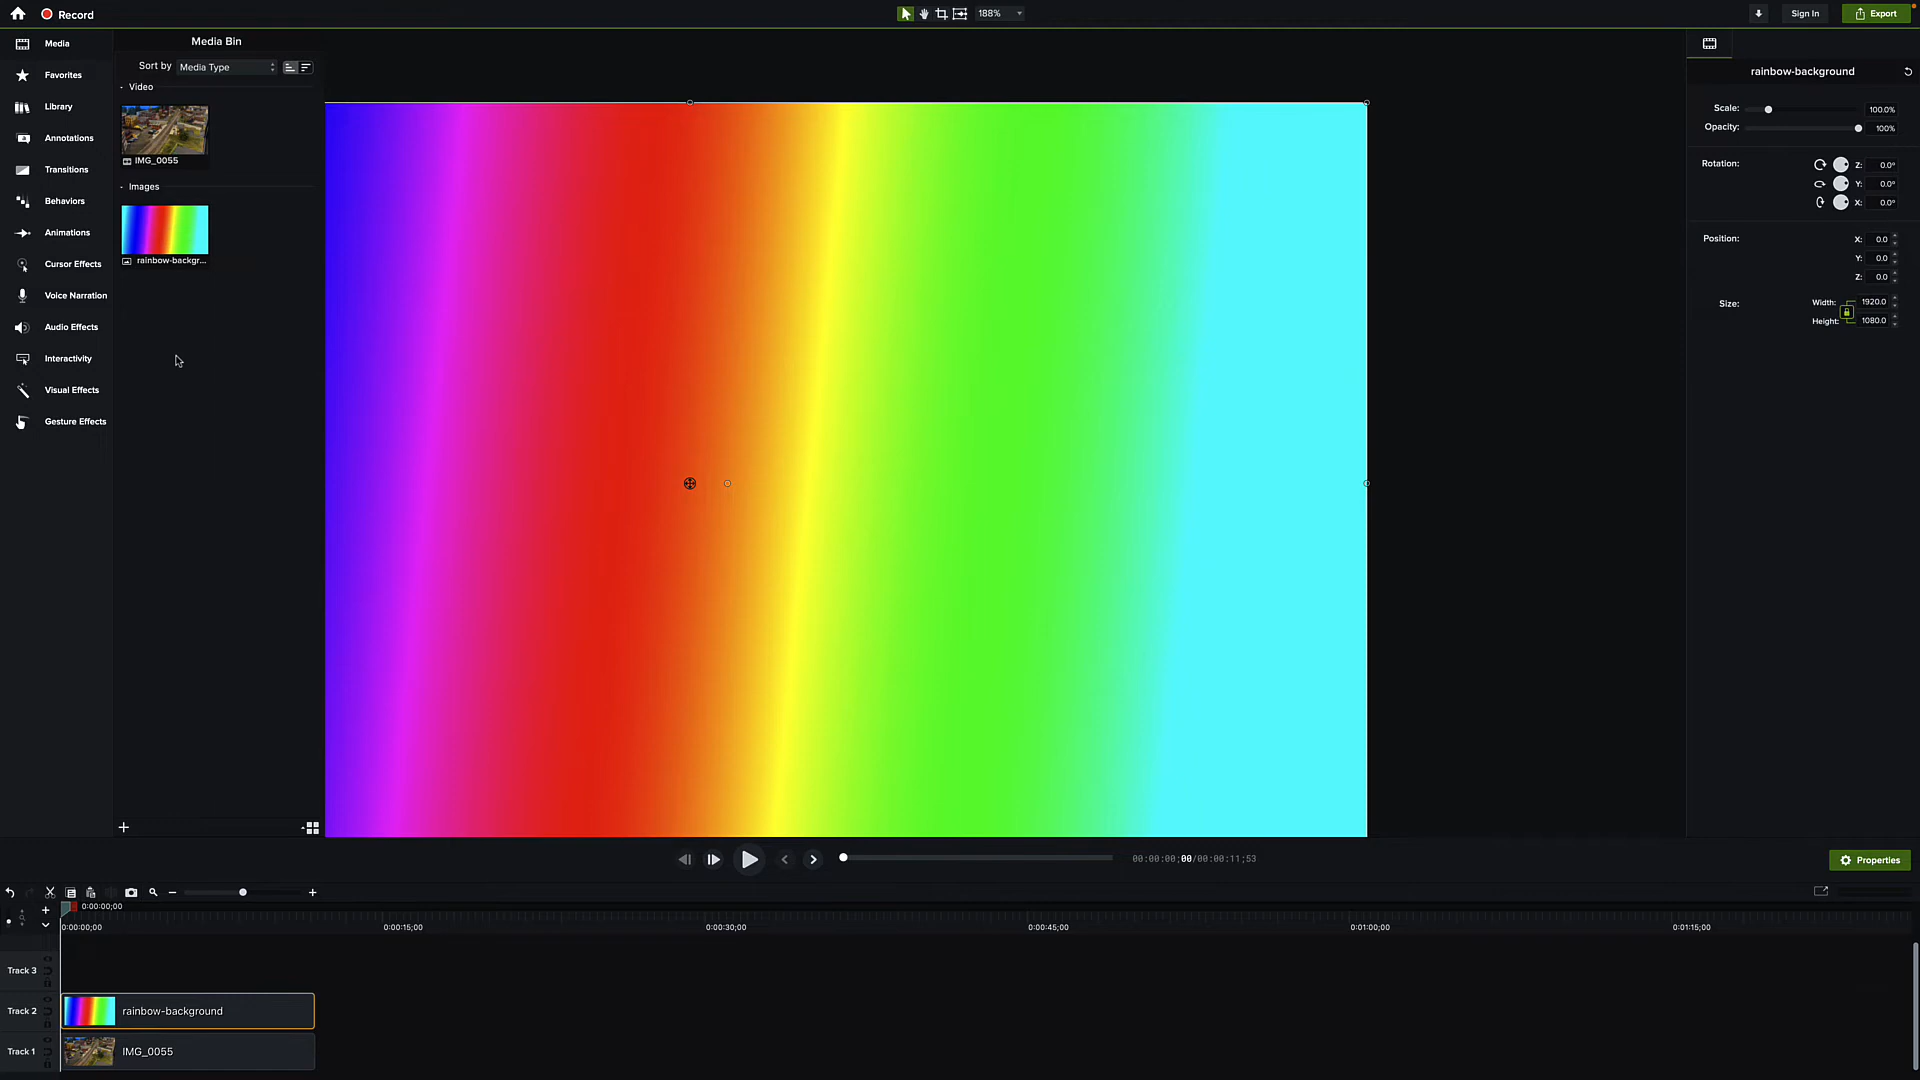 Record
188%
Sign In
Export
Media
Favorites
Library
Annotations
Transitions
Behaviors
Animations
Cursor Effects
Voice Narration
Audio Effects
Interactivity
Visual Effects
Gesture Effects
Media Bin
Sort by
Media Type
Video
IMG_0055
Images
rainbow-backgr...
rainbow-background
Scale:
100.0%
Opacity:
100%
Rotation:
Z: 0.0°
Y: 0.0°
X: 0.0°
Position:
X: 0.0
Y: 0.0
Z: 0.0
Size:
Width: 1920.0
Height: 1080.0
00:00:00;00/00:00:11;53
Properties
0:00:00;00
0:00:00;00
0:00:15;00
0:00:30;00
0:00:45;00
0:01:00;00
0:01:15;00
Track 3
Track 2
rainbow-background
Track 1
IMG_0055